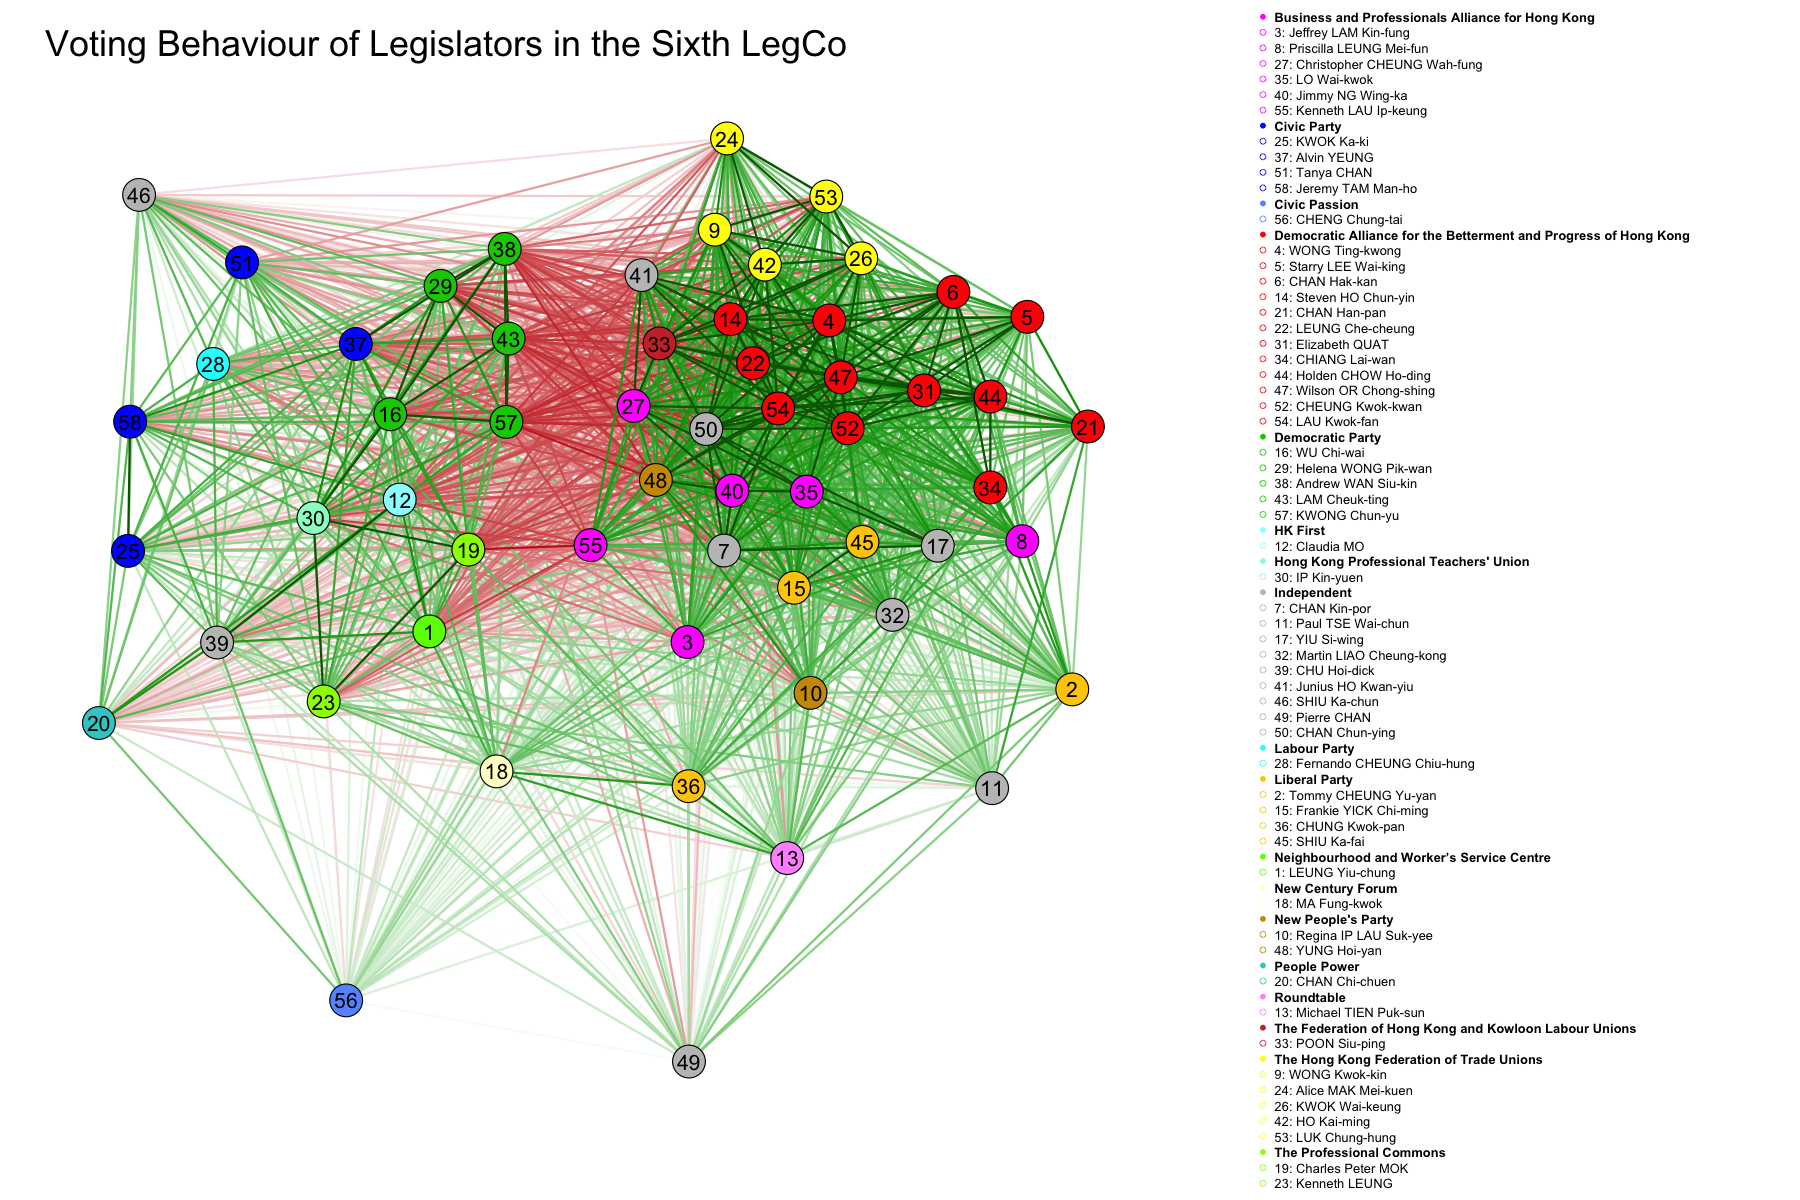 Voting Behaviour of Legislators in the Sixth LegCo
Business and Professionals Alliance for Hong Kong
3: Jeffrey LAM Kin-fung
8: Priscilla LEUNG Mei-fun
27: Christopher CHEUNG Wah-fung
35: LO Wai-kwok
40: Jimmy NG Wing-ka
55: Kenneth LAU Ip-keung
Civic Party
25: KWOK Ka-ki
37: Alvin YEUNG
51: Tanya CHAN
58: Jeremy TAM Man-ho
Civic Passion
56: CHENG Chung-tai
Democratic Alliance for the Betterment and Progress of Hong Kong
4: WONG Ting-kwong
5: Starry LEE Wai-king
6: CHAN Hak-kan
14: Steven HO Chun-yin
21: CHAN Han-pan
22: LEUNG Che-cheung
31: Elizabeth QUAT
34: CHIANG Lai-wan
44: Holden CHOW Ho-ding
47: Wilson OR Chong-shing
52: CHEUNG Kwok-kwan
54: LAU Kwok-fan
Democratic Party
16: WU Chi-wai
29: Helena WONG Pik-wan
38: Andrew WAN Siu-kin
43: LAM Cheuk-ting
57: KWONG Chun-yu
HK First
12: Claudia MO
Hong Kong Professional Teachers' Union
30: IP Kin-yuen
Independent
7: CHAN Kin-por
11: Paul TSE Wai-chun
17: YIU Si-wing
32: Martin LIAO Cheung-kong
39: CHU Hoi-dick
41: Junius HO Kwan-yiu
46: SHIU Ka-chun
49: Pierre CHAN
50: CHAN Chun-ying
Labour Party
28: Fernando CHEUNG Chiu-hung
Liberal Party
2: Tommy CHEUNG Yu-yan
15: Frankie YICK Chi-ming
36: CHUNG Kwok-pan
45: SHIU Ka-fai
Neighbourhood and Worker's Service Centre
1: LEUNG Yiu-chung
New Century Forum
18: MA Fung-kwok
New People's Party
10: Regina IP LAU Suk-yee
48: YUNG Hoi-yan
People Power
20: CHAN Chi-chuen
Roundtable
13: Michael TIEN Puk-sun
The Federation of Hong Kong and Kowloon Labour Unions
33: POON Siu-ping
The Hong Kong Federation of Trade Unions
9: WONG Kwok-kin
24: Alice MAK Mei-kuen
26: KWOK Wai-keung
42: HO Kai-ming
53: LUK Chung-hung
The Professional Commons
19: Charles Peter MOK
23: Kenneth LEUNG
24
46
53
9
38
51
42
26
41
29
6
5
14
4
43
33
37
28
22
47
31
44
27
54
16
58
57
50
52
21
48
34
40
35
12
30
45
8
55
17
19
7
25
15
32
1
39
3
2
10
23
20
18
36
11
13
56
49